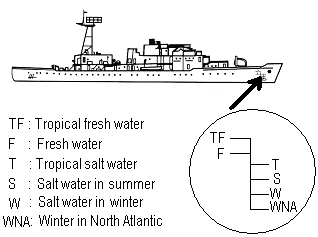 TF : Tropical fresh water
F : Fresh water
T : Tropical salt water
S : Salt water in summer
W : Salt water in winter
WNA: Winter in North Atlantic
TF
F
T
S
W
WNA